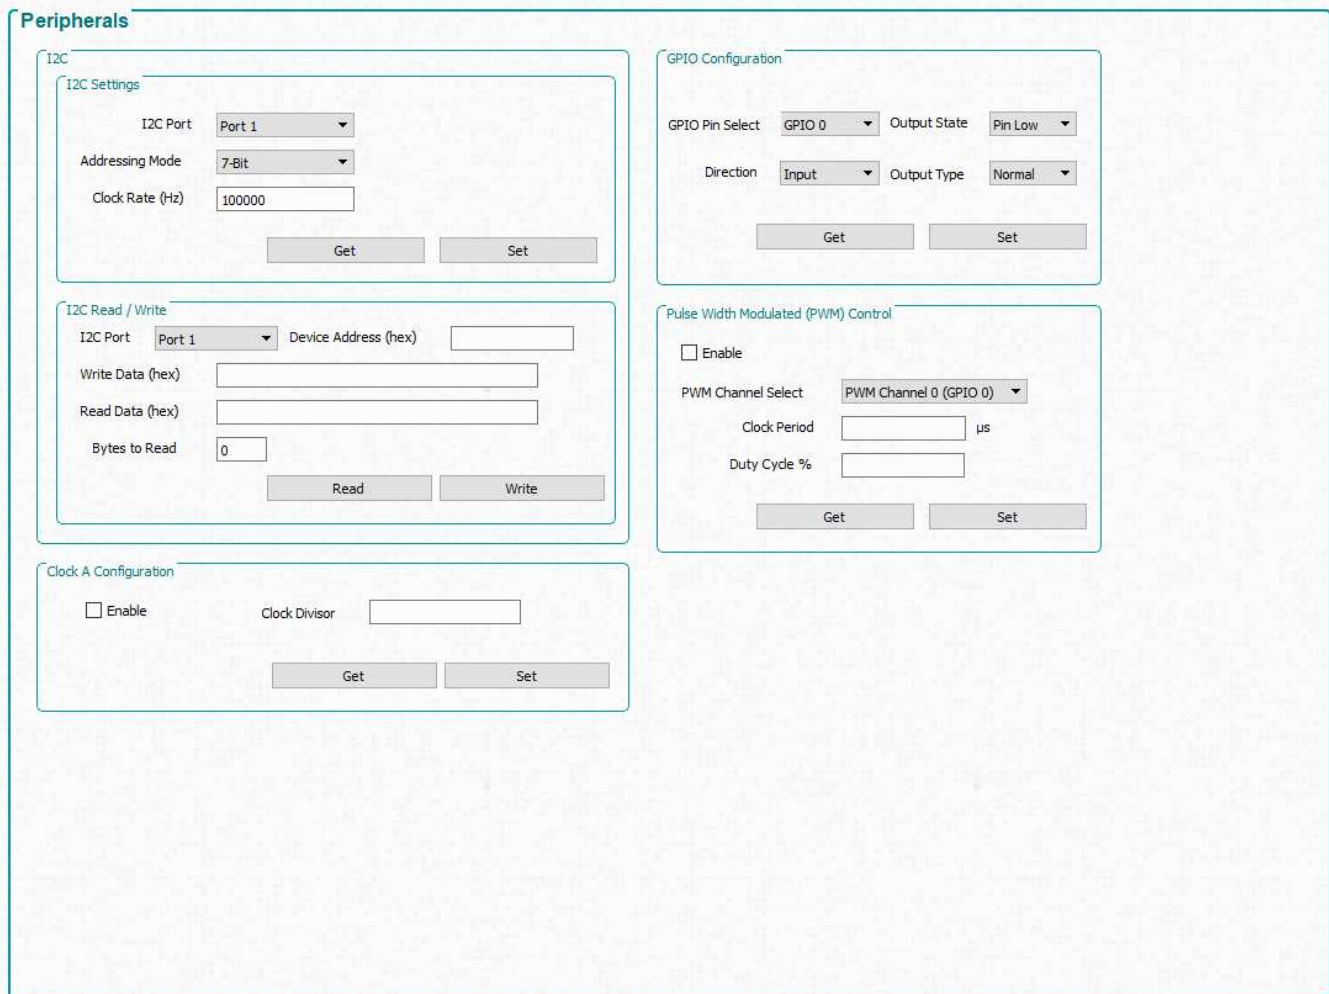 Peripherals
I2C
I2C Settings
I2C Port Port 1
Addressing Mode 7-Bit
Clock Rate (Hz) 100000
Get Set
I2C Read / Write
I2C Port Port 1 Device Address (hex)
Write Data (hex)
Read Data (hex)
Bytes to Read 0
Read Write
Clock A Configuration
Enable Clock Divisor
Get Set
GPIO Configuration
GPIO Pin Select GPIO 0 Output State Pin Low
Direction Input Output Type Normal
Get Set
Pulse Width Modulated (PWM) Control
Enable
PWM Channel Select PWM Channel 0 (GPIO 0)
Clock Period µs
Duty Cycle %
Get Set